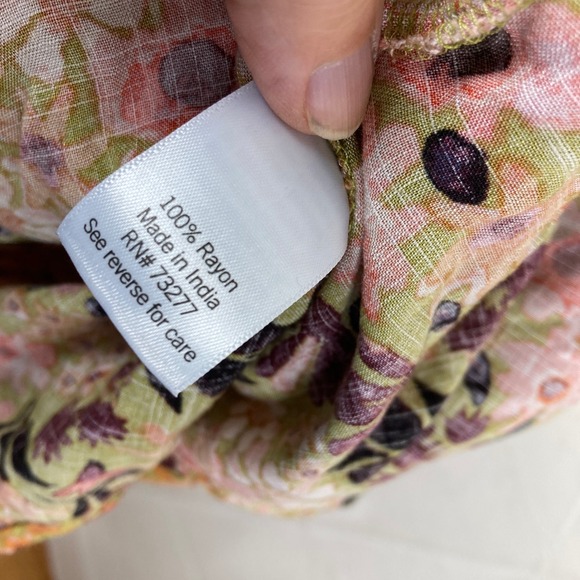 100% Rayon
Made in India
RN# 73277
See reverse for care